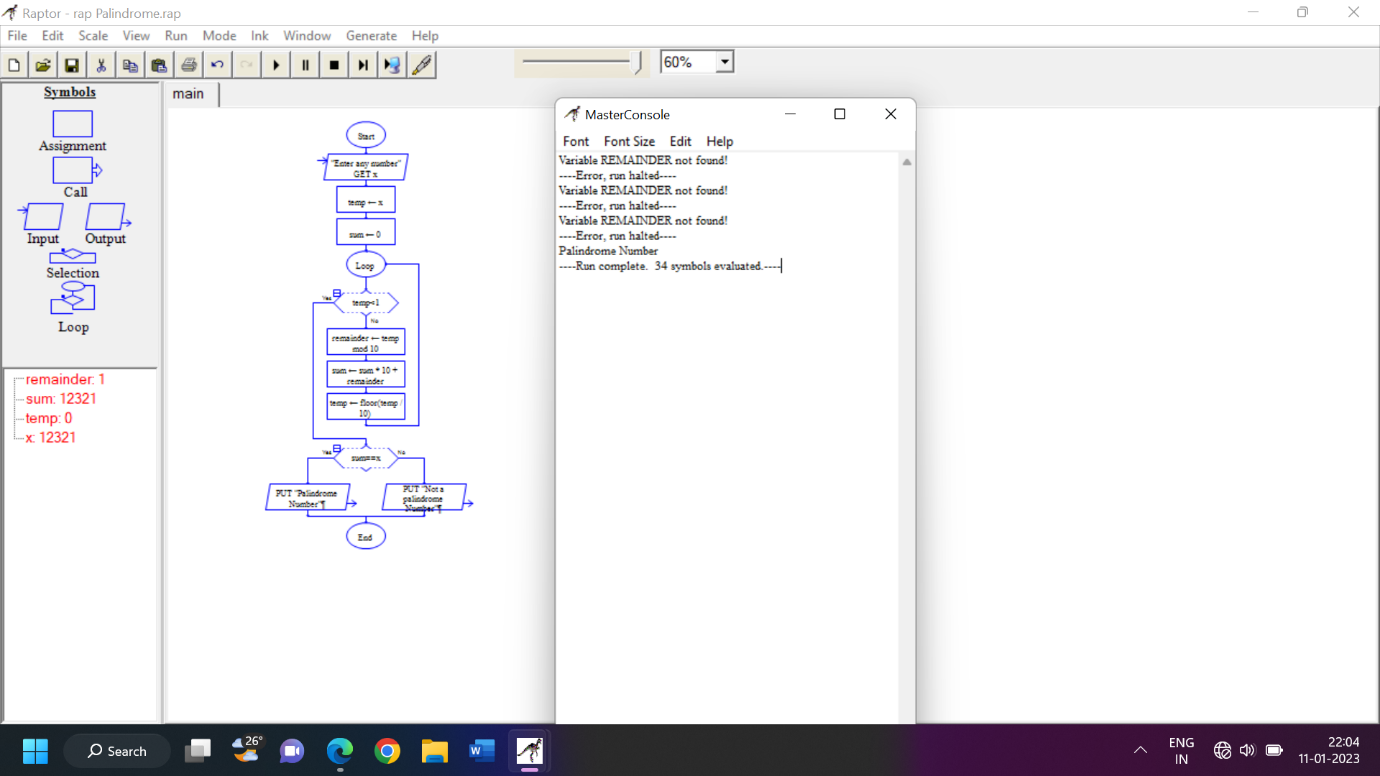 Raptor - rap Palindrome.rap
File Edit Scale View Run Mode Ink Window Generate Help
60%
Symbols
Assignment
Call
Input Output
Selection
Loop
remainder: 1
sum: 12321
temp: 0
x: 12321
main
Start
"Enter any number"
GET x
temp ← x
sum ← 0
Loop
Yes temp<1
No
remainder ← temp
mod 10
sum ← sum * 10 +
remainder
temp ← floor(temp /
10)
Yes sum==x No
PUT "Palindrome
Number"¶
PUT "Not a
palindrome
Number"¶
End
MasterConsole
Font Font Size Edit Help
Variable REMAINDER not found!
----Error, run halted----
Variable REMAINDER not found!
----Error, run halted----
Variable REMAINDER not found!
----Error, run halted----
Palindrome Number
----Run complete.  34 symbols evaluated.----
26°
Search
W
ENG
IN
22:04
11-01-2023